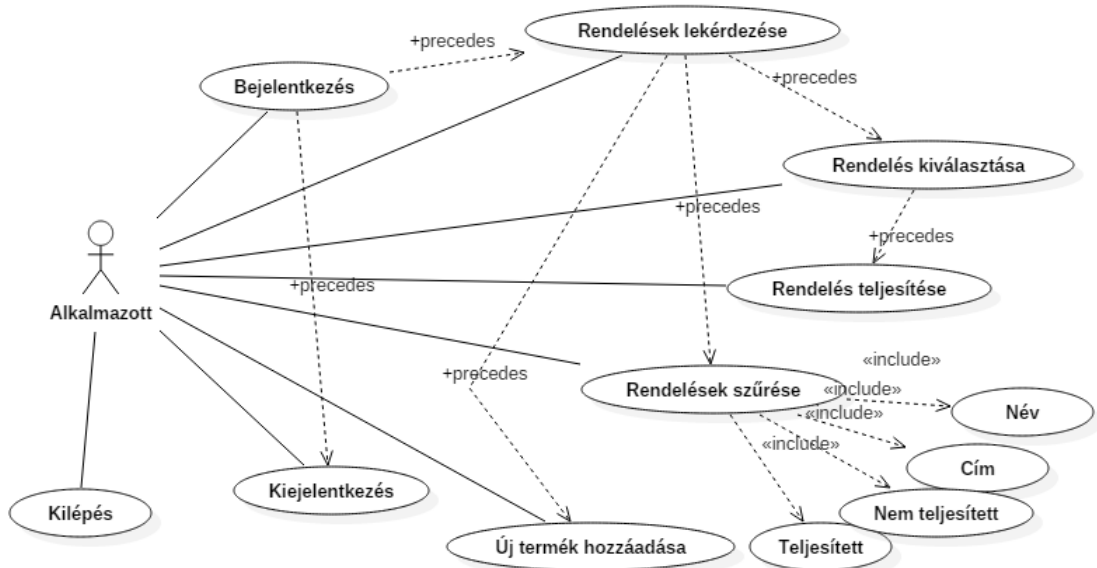 Rendelések lekérdezése
+precedes
Bejelentkezés
+precedes
Rendelés kiválasztása
+precedes
+precedes
+precedes
Rendelés teljesítése
Alkalmazott
«include»
+precedes
Rendelések szűrése
«include»
«include»
Név
«include»
Cím
Kiejelentkezés
Kilépés
Nem teljesített
Új termék hozzáadása
Teljesített